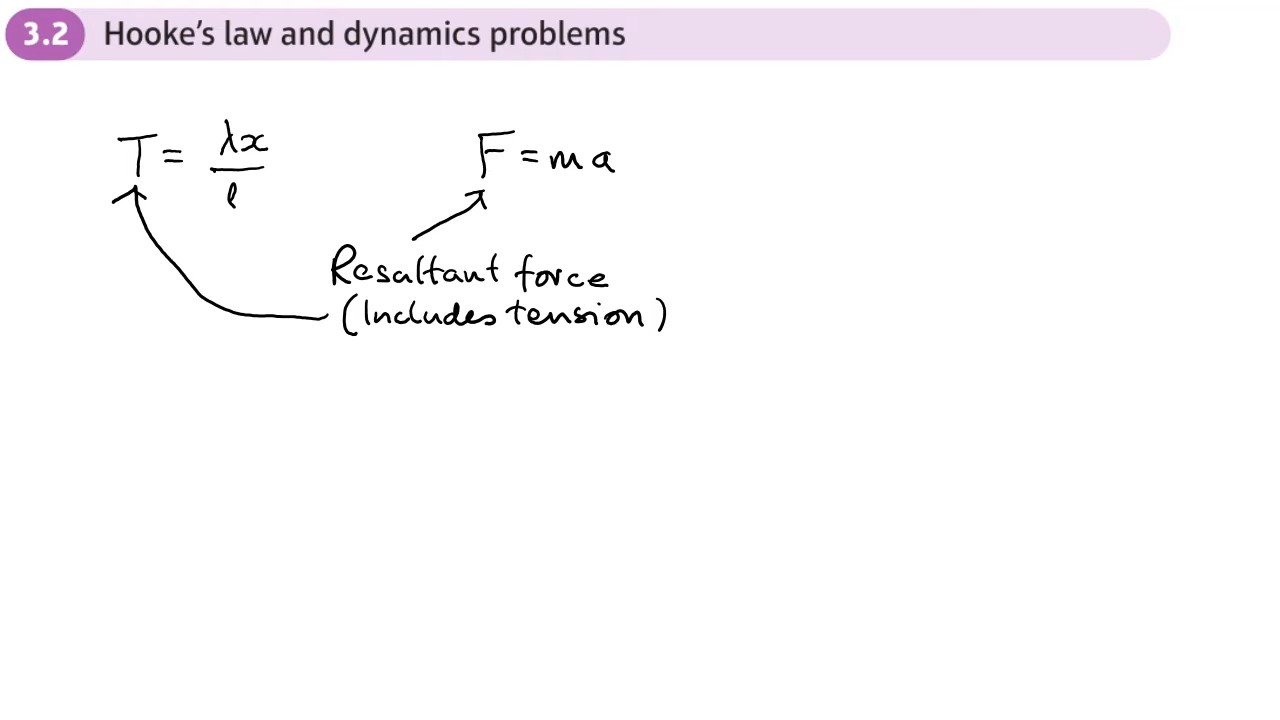 3.2 Hooke's law and dynamics problems
T = λx/l
F = ma
Resultant force
(Includes tension)